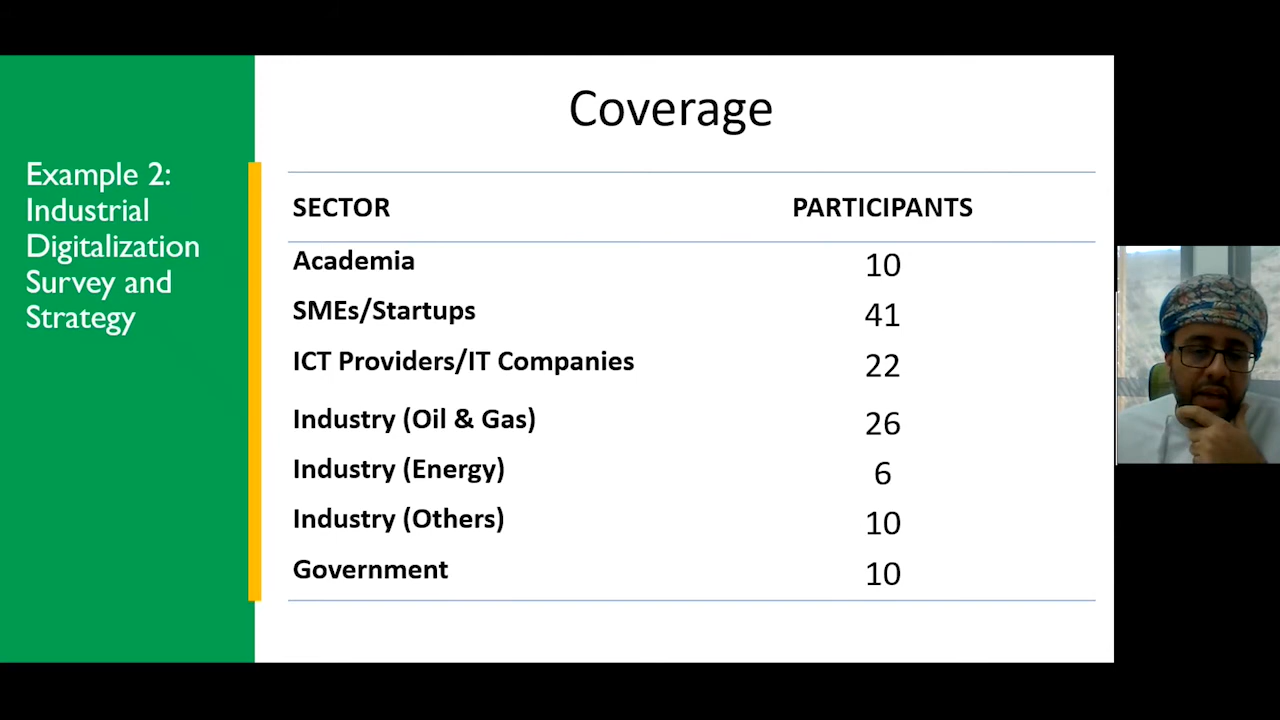 Example 2:
Industrial
Digitalization
Survey and
Strategy
Coverage
SECTOR PARTICIPANTS
Academia 10
SMEs/Startups 41
ICT Providers/IT Companies 22
Industry (Oil & Gas) 26
Industry (Energy) 6
Industry (Others) 10
Government 10